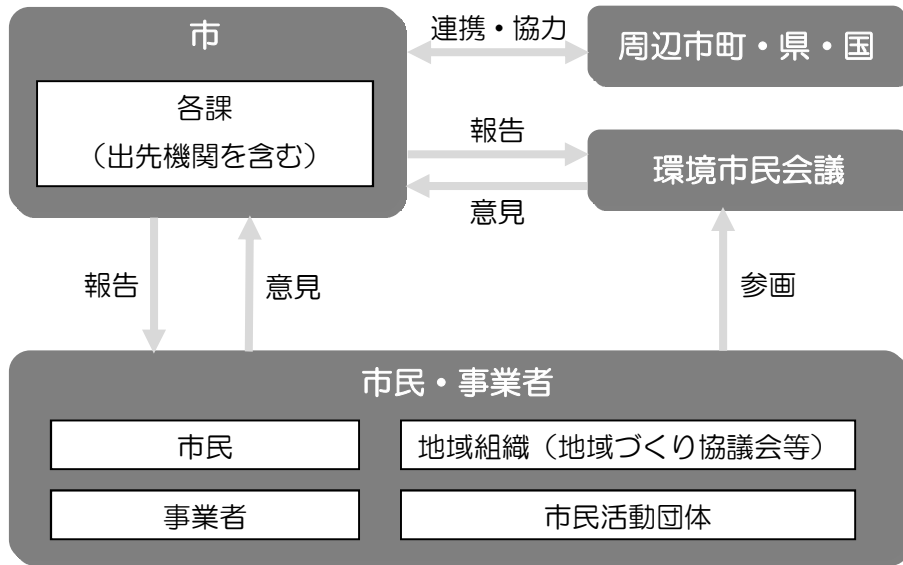 市
連携・協力
周辺市町・県・国
各課
（出先機関を含む）
報告
環境市民会議
意見
報告
意見
参画
市民・事業者
市民
地域組織（地域づくり協議会等）
事業者
市民活動団体